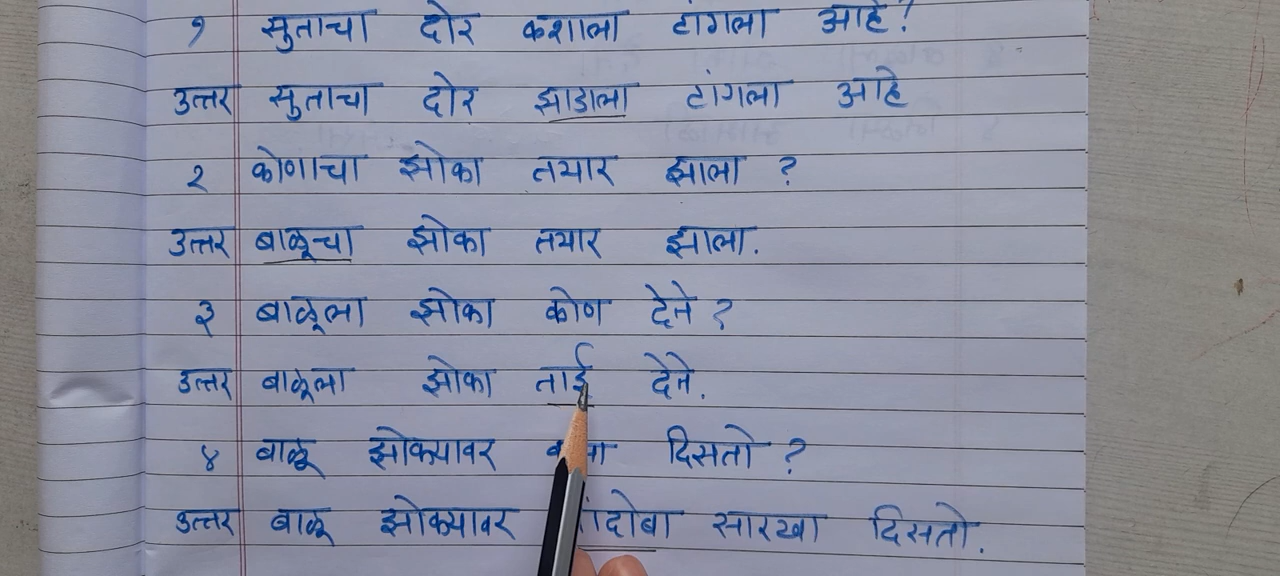 १ सुताचा दोर कशाला टांगला आहे?
उत्तर सुताचा दोर झाडाला टांगला आहे
२ कोणाचा झोका तयार झाला ?
उत्तर बाळूचा झोका तयार झाला.
३ बाळूला झोका कोण देते ?
उत्तर बाळूला झोका ताई देते.
४ बाळू झोक्यावर दिसतो ?
उत्तर बाळू झोक्यावर सारखा दिसतो.